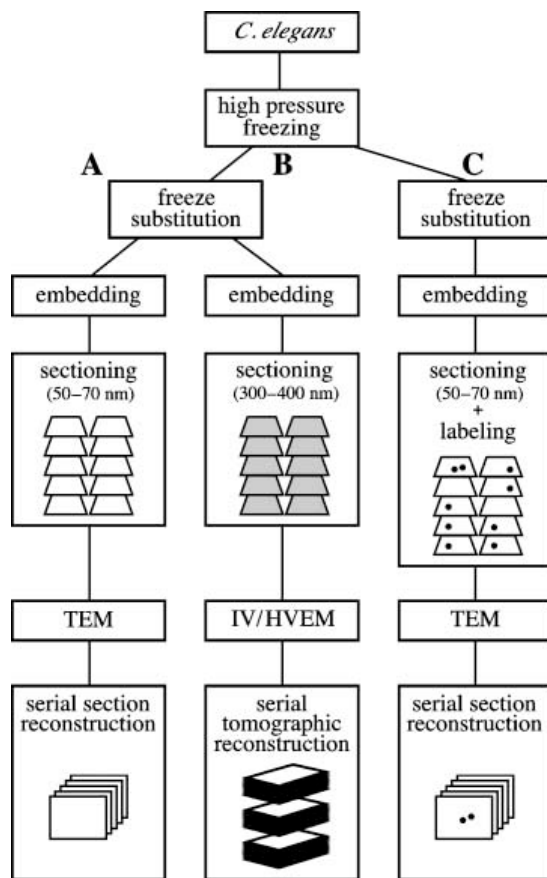 C. elegans
high pressure
freezing
A
B
C
freeze
substitution
freeze
substitution
embedding
embedding
embedding
sectioning
(50–70 nm)
sectioning
(300–400 nm)
sectioning
(50–70 nm)
+
labeling
TEM
IV/HVEM
TEM
serial section
reconstruction
serial
tomographic
reconstruction
serial section
reconstruction